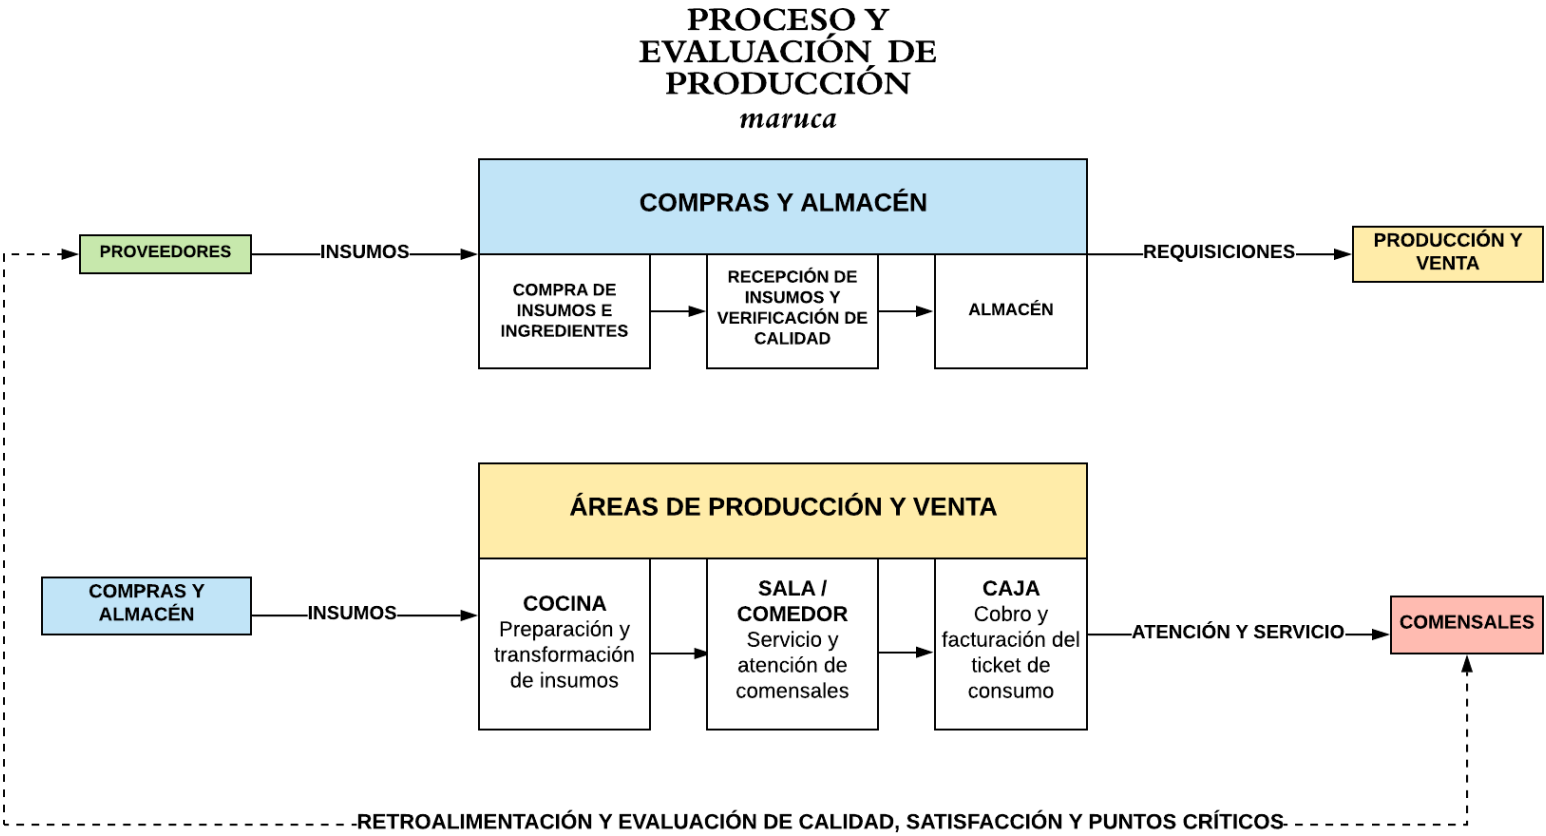 PROCESO Y
EVALUACIÓN DE
PRODUCCIÓN
maruca
COMPRAS Y ALMACÉN
PROVEEDORES
INSUMOS
COMPRA DE
INSUMOS E
INGREDIENTES
RECEPCIÓN DE
INSUMOS Y
VERIFICACIÓN DE
CALIDAD
ALMACÉN
REQUISICIONES
PRODUCCIÓN Y
VENTA
ÁREAS DE PRODUCCIÓN Y VENTA
COMPRAS Y
ALMACÉN
INSUMOS
COCINA
Preparación y
transformación
de insumos
SALA /
COMEDOR
Servicio y
atención de
comensales
CAJA
Cobro y
facturación del
ticket de
consumo
ATENCIÓN Y SERVICIO
COMENSALES
RETROALIMENTACIÓN Y EVALUACIÓN DE CALIDAD, SATISFACCIÓN Y PUNTOS CRÍTICOS